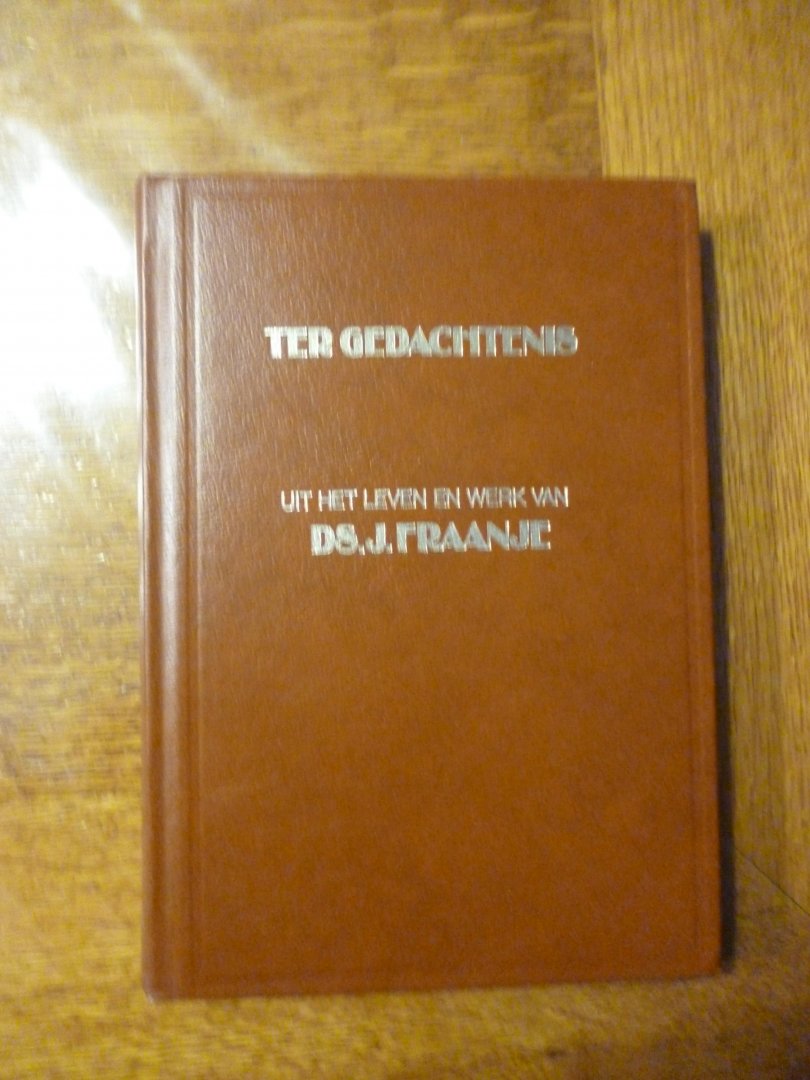 TER GEDACHTENIS
UIT HET LEVEN EN WERK VAN
DS. J. FRAANJE